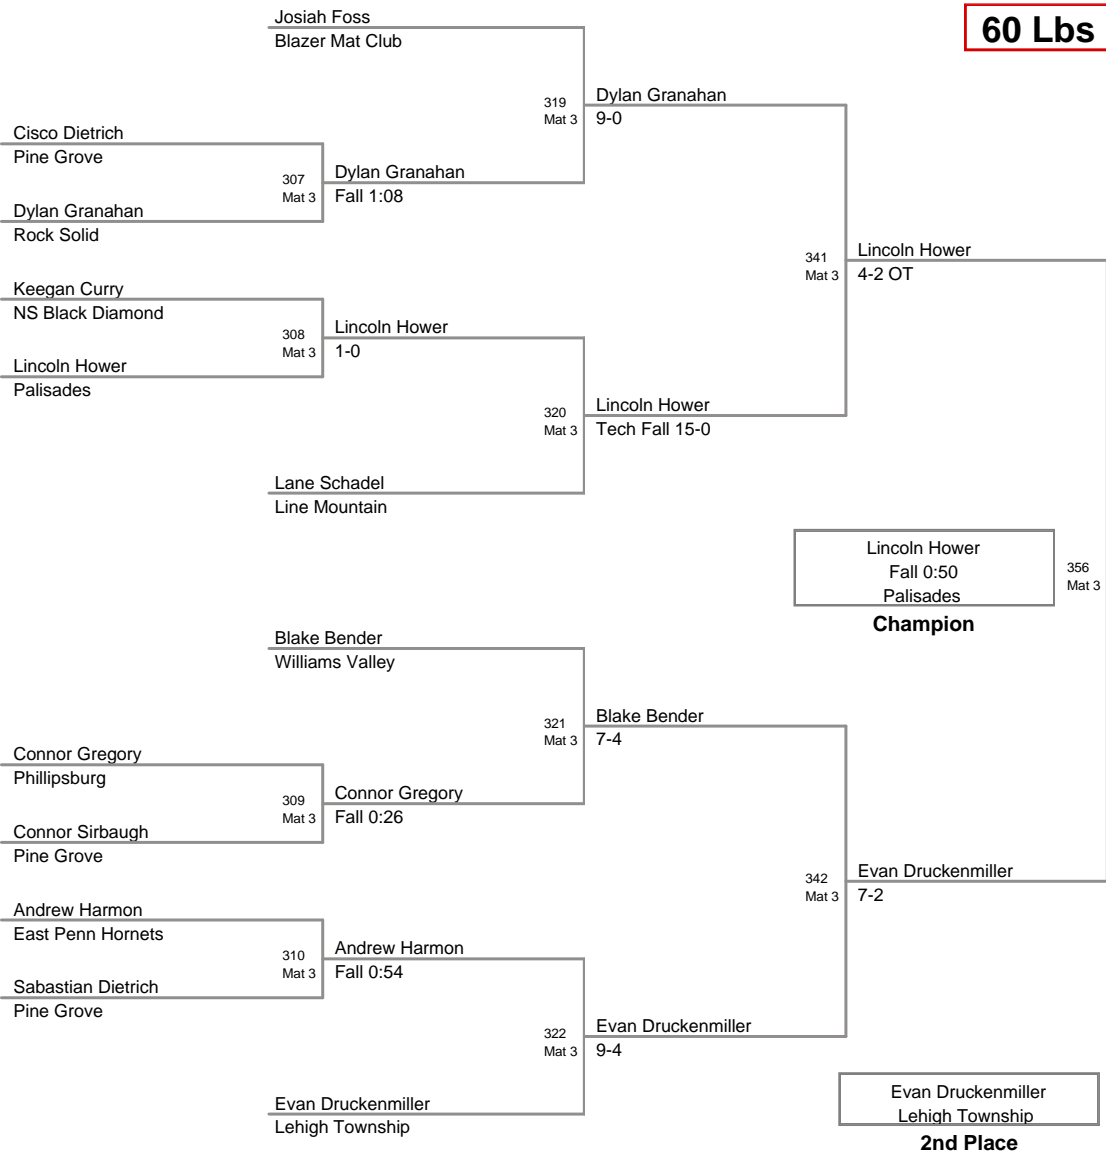 Josiah Foss
Blazer Mat Club
60 Lbs
319
Mat 3
Dylan Granahan
9-0
Cisco Dietrich
Pine Grove
307
Mat 3
Dylan Granahan
Fall 1:08
Dylan Granahan
Rock Solid
341
Mat 3
Lincoln Hower
4-2 OT
Keegan Curry
NS Black Diamond
308
Mat 3
Lincoln Hower
1-0
Lincoln Hower
Palisades
320
Mat 3
Lincoln Hower
Tech Fall 15-0
Lane Schadel
Line Mountain
Lincoln Hower
Fall 0:50
Palisades
356
Mat 3
Champion
Blake Bender
Williams Valley
321
Mat 3
Blake Bender
7-4
Connor Gregory
Phillipsburg
309
Mat 3
Connor Gregory
Fall 0:26
Connor Sirbaugh
Pine Grove
342
Mat 3
Evan Druckenmiller
7-2
Andrew Harmon
East Penn Hornets
310
Mat 3
Andrew Harmon
Fall 0:54
Sabastian Dietrich
Pine Grove
322
Mat 3
Evan Druckenmiller
9-4
Evan Druckenmiller
Lehigh Township
Evan Druckenmiller
Lehigh Township
2nd Place